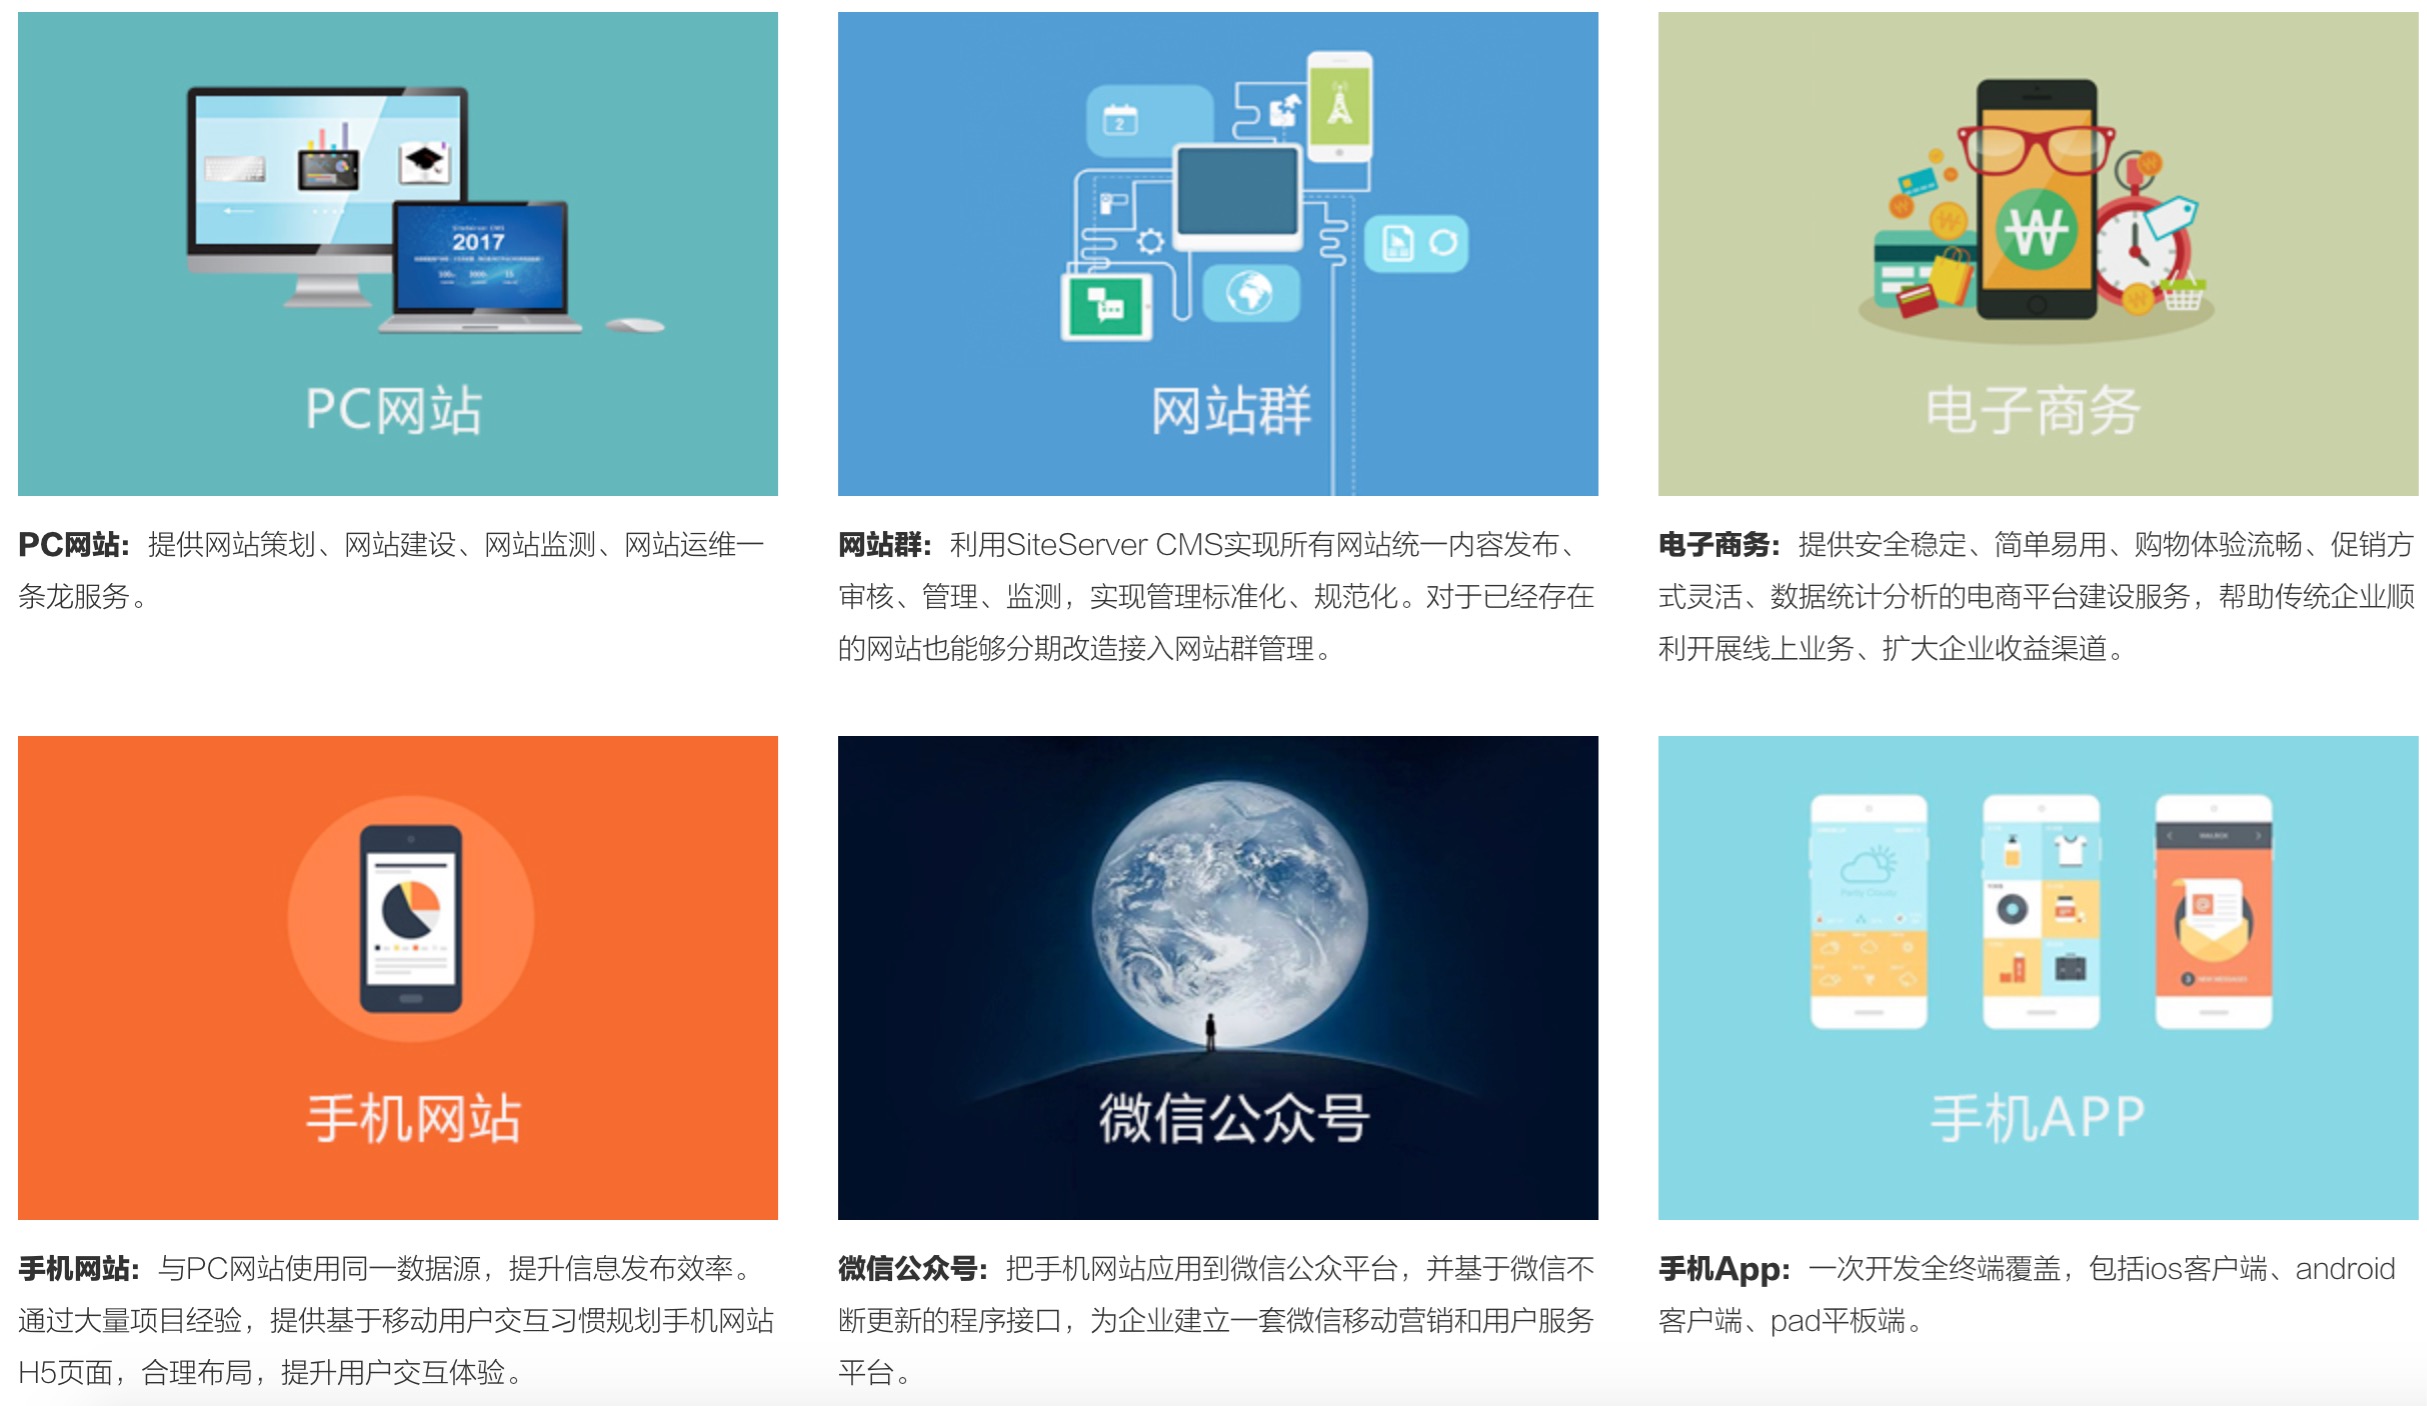 2
SiteServer CMS
2017
PC网站
网站群
电子商务
PC网站：提供网站策划、网站建设、网站监测、网站运维一
条龙服务。
网站群：利用SiteServer CMS实现所有网站统一内容发布、
审核、管理、监测，实现管理标准化、规范化。对于已经存在
的网站也能够分期改造接入网站群管理。
电子商务：提供安全稳定、简单易用、购物体验流畅、促销方
式灵活、数据统计分析的电商平台建设服务，帮助传统企业顺
利开展线上业务、扩大企业收益渠道。
MAILBOX
Partly Cloudy
NEW MESSAGES
手机网站
微信公众号
手机APP
手机网站：与PC网站使用同一数据源，提升信息发布效率。
通过大量项目经验，提供基于移动用户交互习惯规划手机网站
H5页面，合理布局，提升用户交互体验。
微信公众号：把手机网站应用到微信公众平台，并基于微信不
断更新的程序接口，为企业建立一套微信移动营销和用户服务
平台。
手机App：一次开发全终端覆盖，包括ios客户端、android
客户端、pad平板端。